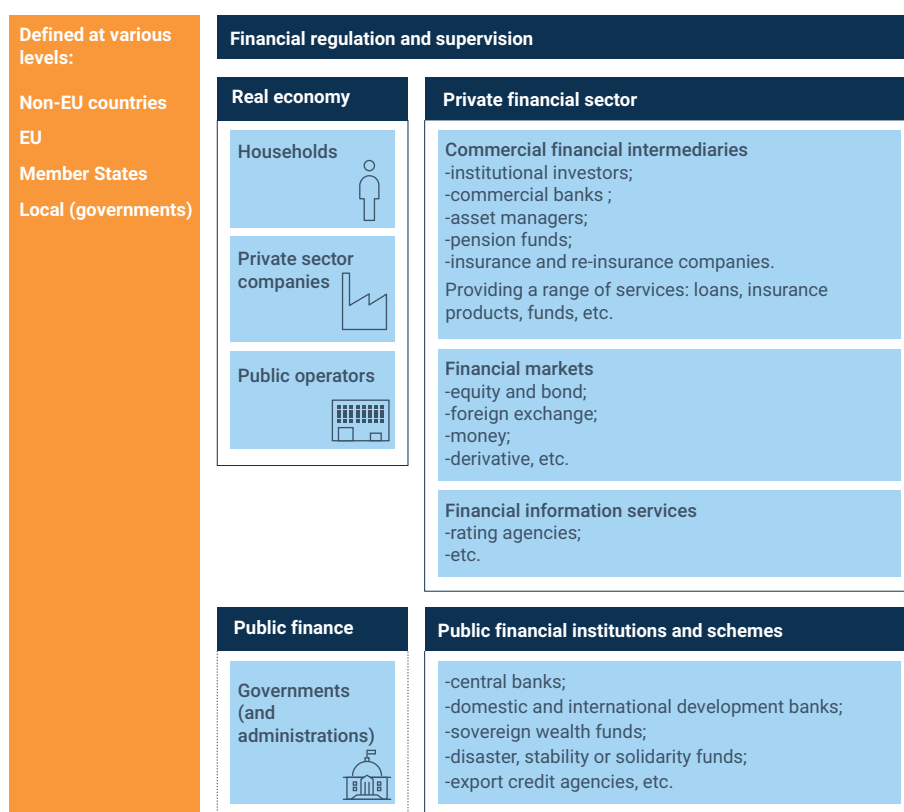 Defined at various
levels:
Non-EU countries
EU
Member States
Local (governments)
Financial regulation and supervision
Real economy
Households
Private sector
companies
Public operators
Private financial sector
Commercial financial intermediaries
-institutional investors;
-commercial banks ;
-asset managers;
-pension funds;
-insurance and re-insurance companies.
Providing a range of services: loans, insurance
products, funds, etc.
Financial markets
-equity and bond;
-foreign exchange;
-money;
-derivative, etc.
Financial information services
-rating agencies;
-etc.
Public finance
Governments
(and
administrations)
Public financial institutions and schemes
-central banks;
-domestic and international development banks;
-sovereign wealth funds;
-disaster, stability or solidarity funds;
-export credit agencies, etc.